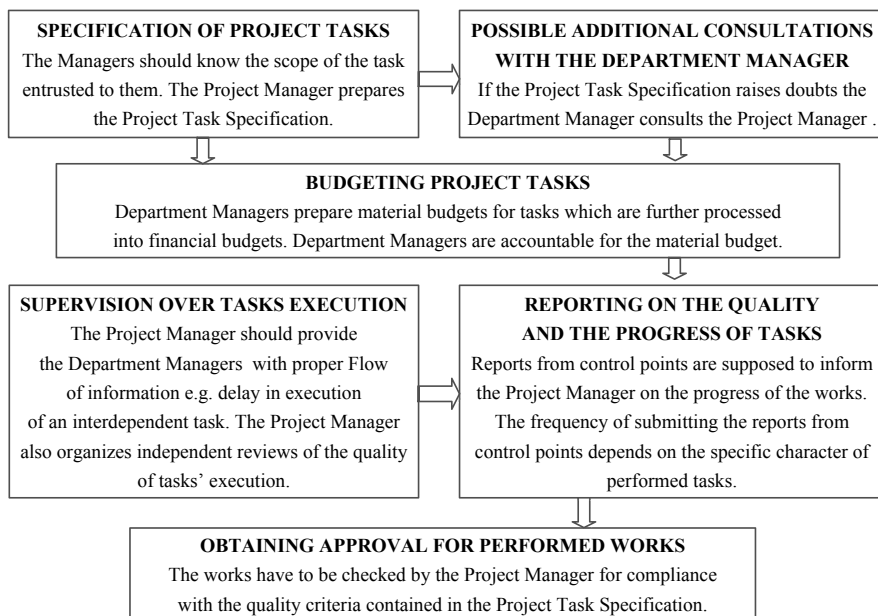 SPECIFICATION OF PROJECT TASKS
The Managers should know the scope of the task
entrusted to them. The Project Manager prepares
the Project Task Specification.
POSSIBLE ADDITIONAL CONSULTATIONS
WITH THE DEPARTMENT MANAGER
If the Project Task Specification raises doubts the
Department Manager consults the Project Manager .
BUDGETING PROJECT TASKS
Department Managers prepare material budgets for tasks which are further processed
into financial budgets. Department Managers are accountable for the material budget.
SUPERVISION OVER TASKS EXECUTION
The Project Manager should provide
the Department Managers with proper Flow
of information e.g. delay in execution
of an interdependent task. The Project Manager
also organizes independent reviews of the quality
of tasks’ execution.
REPORTING ON THE QUALITY
AND THE PROGRESS OF TASKS
Reports from control points are supposed to inform
the Project Manager on the progress of the works.
The frequency of submitting the reports from
control points depends on the specific character of
performed tasks.
OBTAINING APPROVAL FOR PERFORMED WORKS
The works have to be checked by the Project Manager for compliance
with the quality criteria contained in the Project Task Specification.